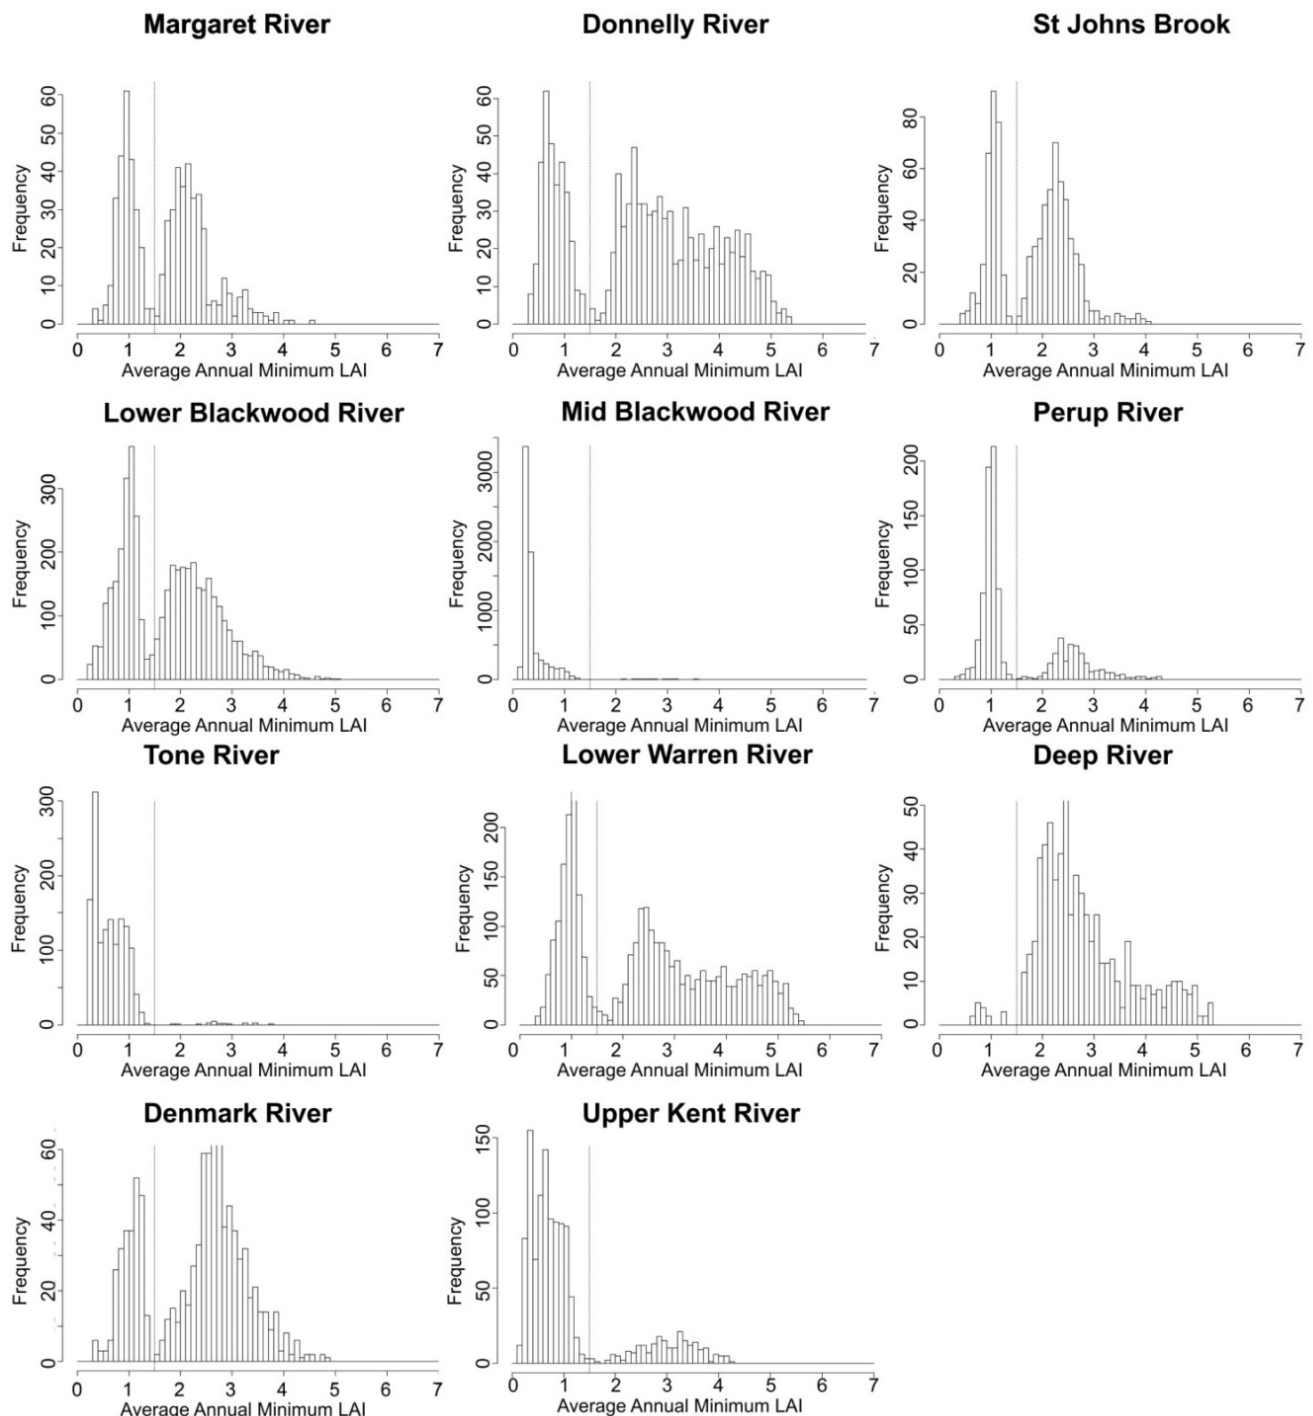 Margaret River
Donnelly River
St Johns Brook
Frequency
0 10 20 30 40 50 60
0 1 2 3 4 5 6 7
Average Annual Minimum LAI
Frequency
0 10 20 30 40 50 60
0 1 2 3 4 5 6 7
Average Annual Minimum LAI
Frequency
0 20 40 60 80
0 1 2 3 4 5 6 7
Average Annual Minimum LAI
Lower Blackwood River
Mid Blackwood River
Perup River
Frequency
0 100 200 300
0 1 2 3 4 5 6 7
Average Annual Minimum LAI
Frequency
0 1000 2000 3000
0 1 2 3 4 5 6 7
Average Annual Minimum LAI
Frequency
0 50 100 150 200
0 1 2 3 4 5 6 7
Average Annual Minimum LAI
Tone River
Lower Warren River
Deep River
Frequency
0 100 200 300
0 1 2 3 4 5 6 7
Average Annual Minimum LAI
Frequency
0 50 100 150 200
0 1 2 3 4 5 6 7
Average Annual Minimum LAI
Frequency
0 10 20 30 40 50
0 1 2 3 4 5 6 7
Average Annual Minimum LAI
Denmark River
Upper Kent River
Frequency
0 20 40 60
0 1 2 3 4 5 6 7
Average Annual Minimum LAI
Frequency
0 50 100 150
0 1 2 3 4 5 6 7
Average Annual Minimum LAI